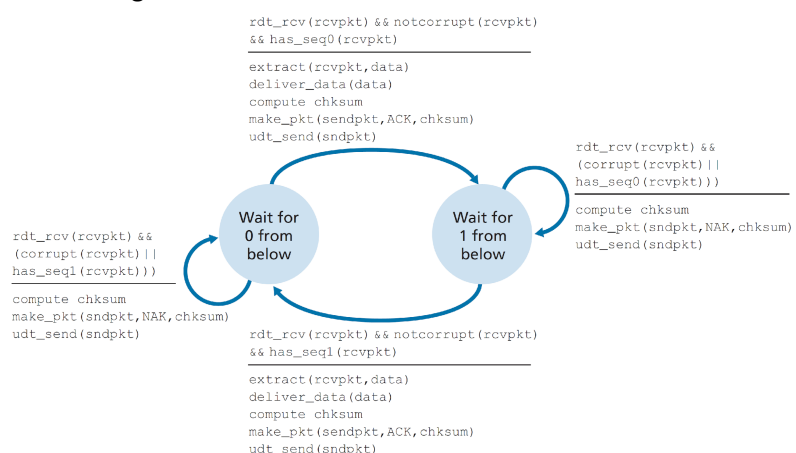 rdt_rcv(rcvpkt) && notcorrupt(rcvpkt)
&& has_seq0(rcvpkt)
extract(rcvpkt,data)
deliver_data(data)
compute chksum
make_pkt(sendpkt,ACK,chksum)
udt_send(sndpkt)
rdt_rcv(rcvpkt) &&
(corrupt(rcvpkt)||
has_seq0(rcvpkt)))
compute chksum
make_pkt(sndpkt,NAK,chksum)
udt_send(sndpkt)
Wait for
0 from
below
Wait for
1 from
below
rdt_rcv(rcvpkt) &&
(corrupt(rcvpkt)||
has_seq1(rcvpkt)))
compute chksum
make_pkt(sndpkt,NAK,chksum)
udt_send(sndpkt)
rdt_rcv(rcvpkt) && notcorrupt(rcvpkt)
&& has_seq1(rcvpkt)
extract(rcvpkt,data)
deliver_data(data)
compute chksum
make_pkt(sendpkt,ACK,chksum)
udt_send(sndpkt)